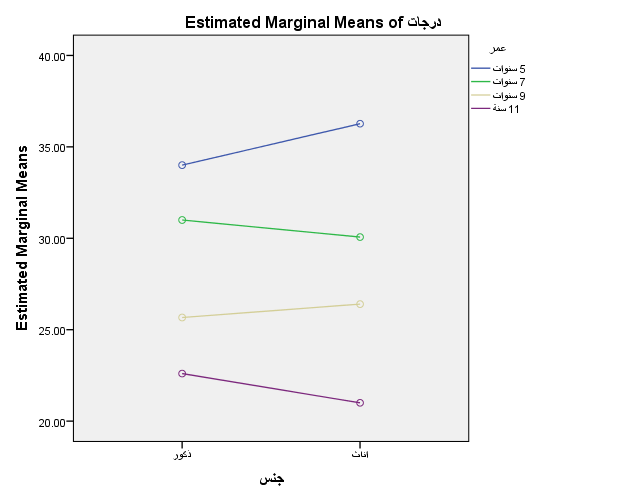 Estimated Marginal Means of درجات
عمر
5 سنوات
7 سنوات
9 سنوات
11 سنة
Estimated Marginal Means
40.00
35.00
30.00
25.00
20.00
ذكور
اناث
جنس